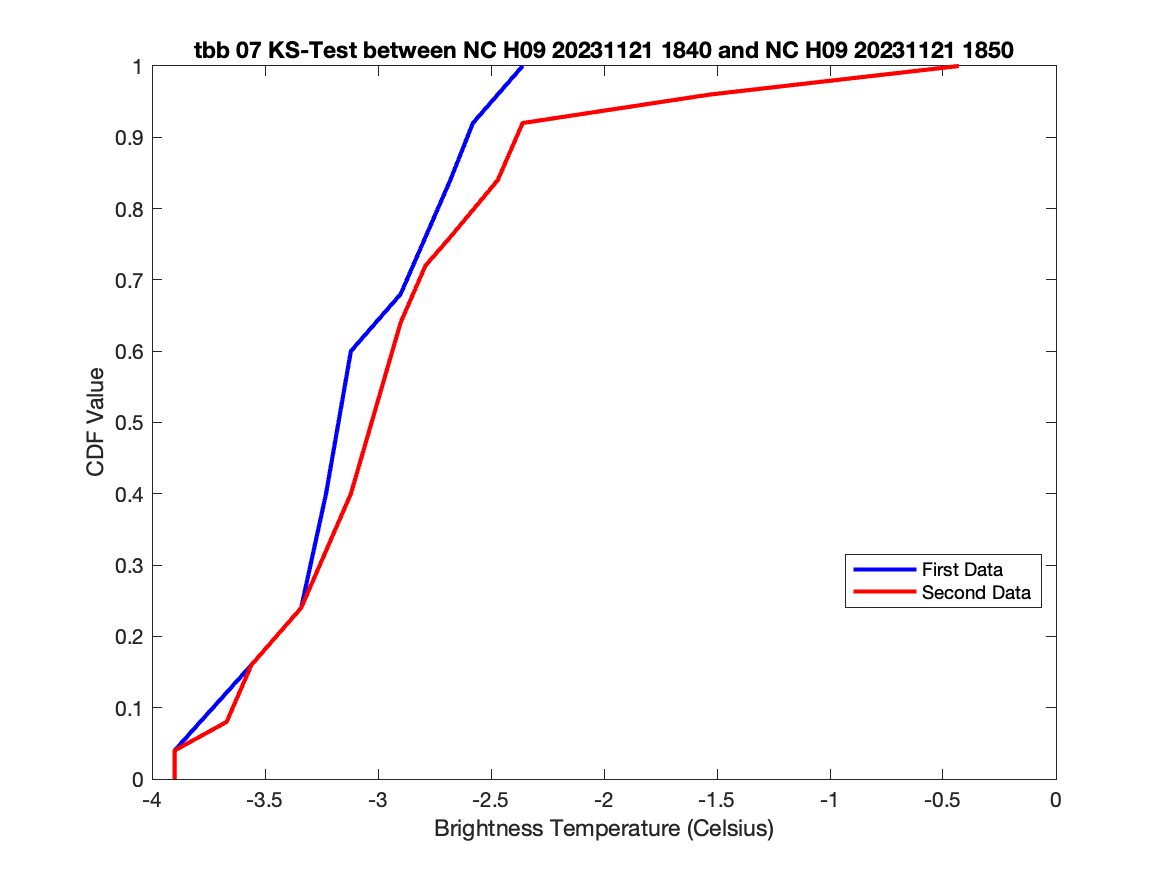 tbb 07 KS-Test between NC H09 20231121 1840 and NC H09 20231121 1850
1
0.9
0.8
0.7
0.6
0.5
0.4
0.3
0.2
0.1
0
CDF Value
First Data
Second Data
-4 -3.5 -3 -2.5 -2 -1.5 -1 -0.5 0
Brightness Temperature (Celsius)